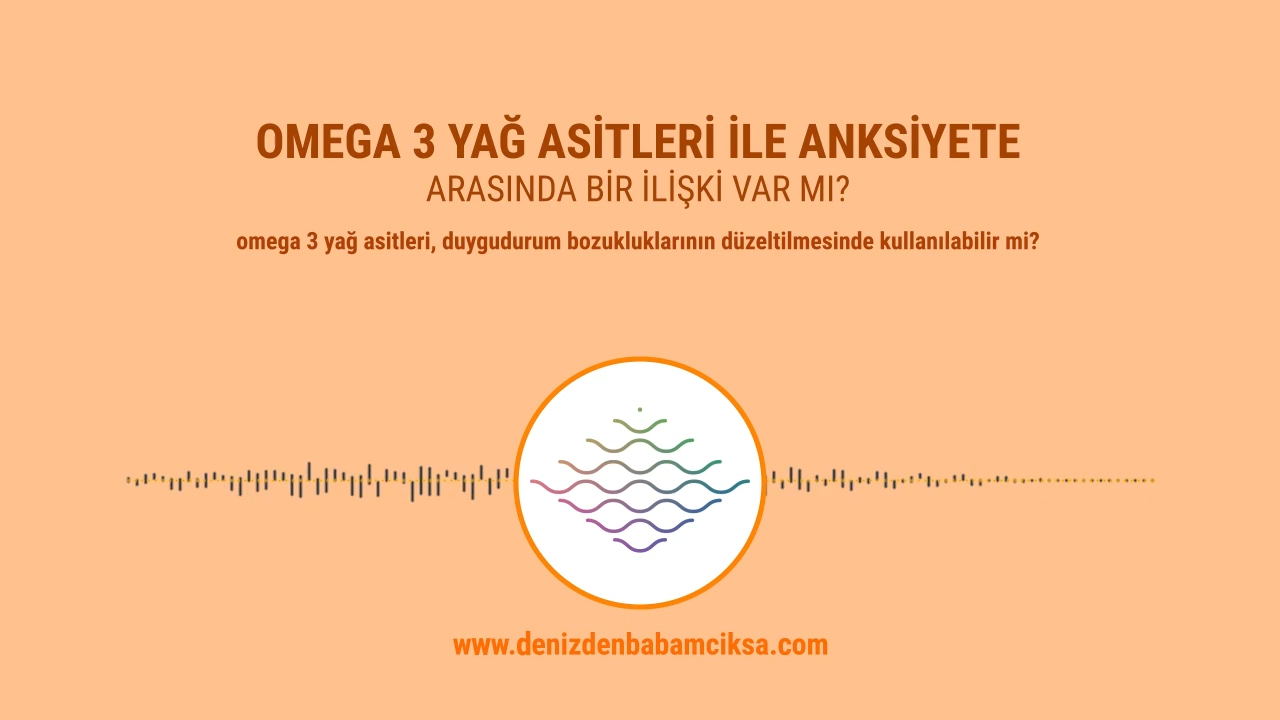 OMEGA 3 YAĞ ASİTLERİ İLE ANKSİYETE
ARASINDA BİR İLİŞKİ VAR MI?
omega 3 yağ asitleri, duygudurum bozukluklarının düzeltilmesinde kullanılabilir mi?
www.denizdenbabamciksa.com